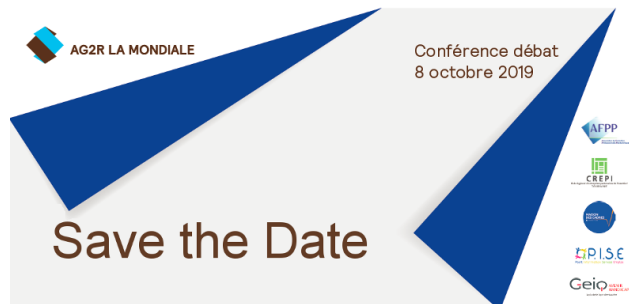 AG2R LA MONDIALE
Conférence débat
8 octobre 2019
Save the Date
AFPP
CREPI
P.I.S.E
Geiq